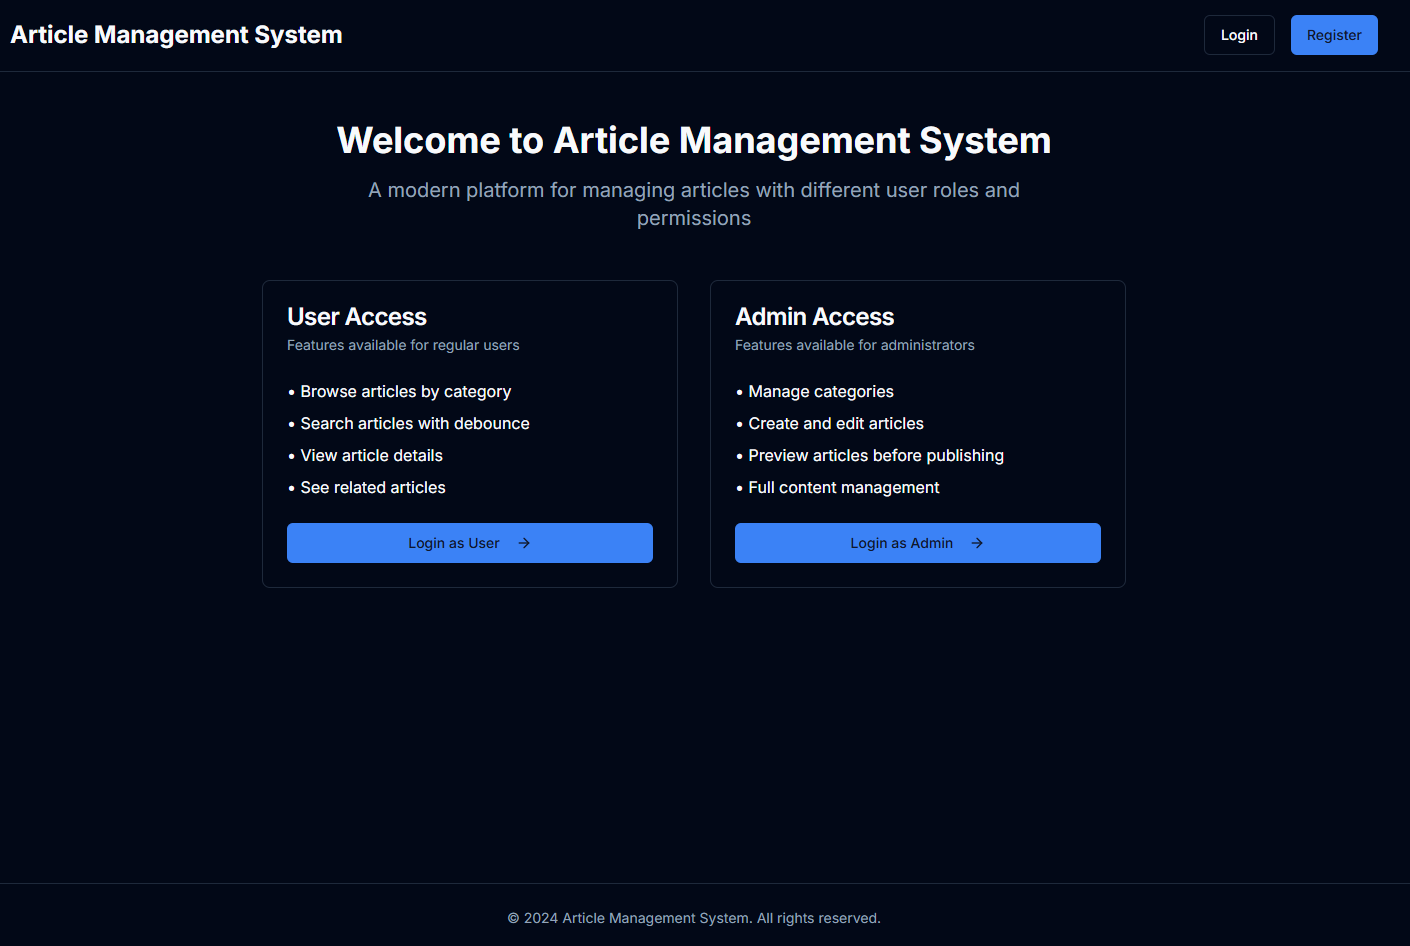 Article Management System
Login
Register
Welcome to Article Management System
A modern platform for managing articles with different user roles and
permissions
User Access
Features available for regular users
• Browse articles by category
• Search articles with debounce
• View article details
• See related articles
Login as User →
Admin Access
Features available for administrators
• Manage categories
• Create and edit articles
• Preview articles before publishing
• Full content management
Login as Admin →
© 2024 Article Management System. All rights reserved.